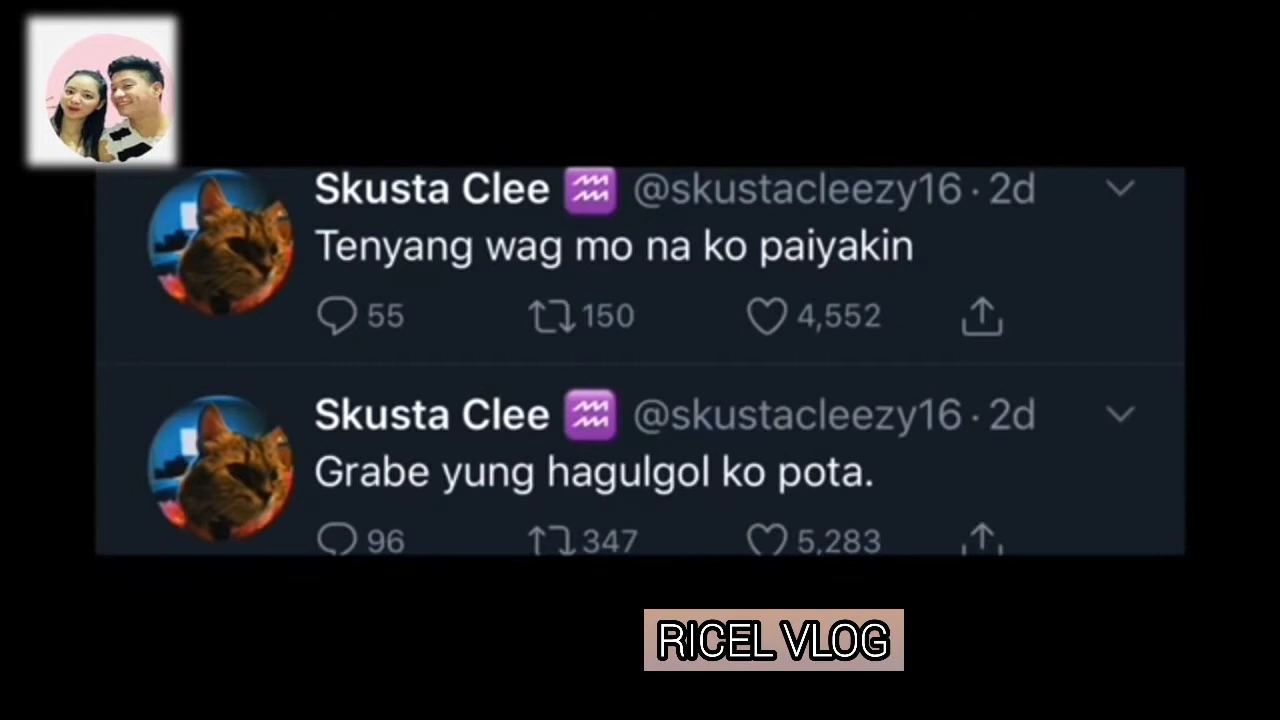 Skusta Clee ♒ @skustacleezy16 · 2d
Tenyang wag mo na ko paiyakin
55 150 4,552
Skusta Clee ♒ @skustacleezy16 · 2d
Grabe yung hagulgol ko pota.
96 347 5,283
RICEL VLOG